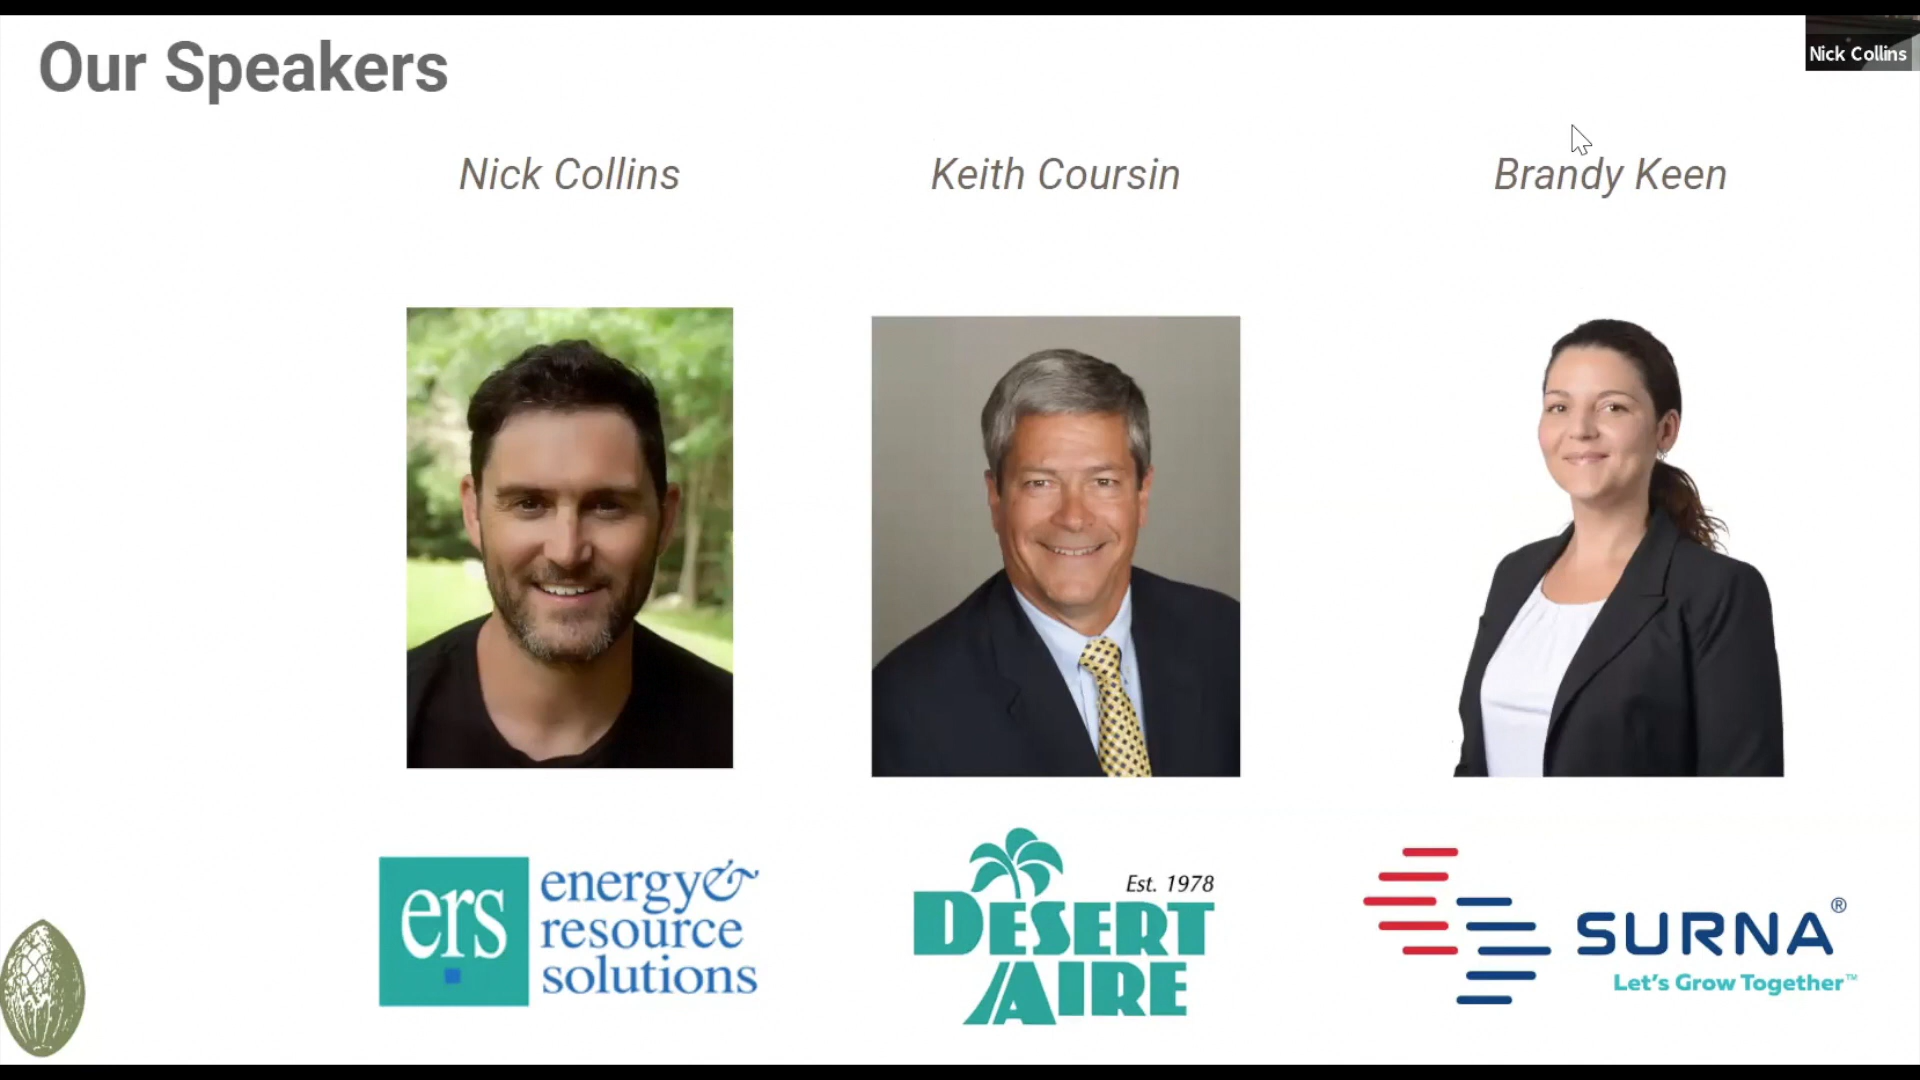 Our Speakers
Nick Collins
Nick Collins
Keith Coursin
Brandy Keen
ers
energy&
resource
solutions
Est. 1978
DESERT
AIRE
SURNA®
Let's Grow Together™